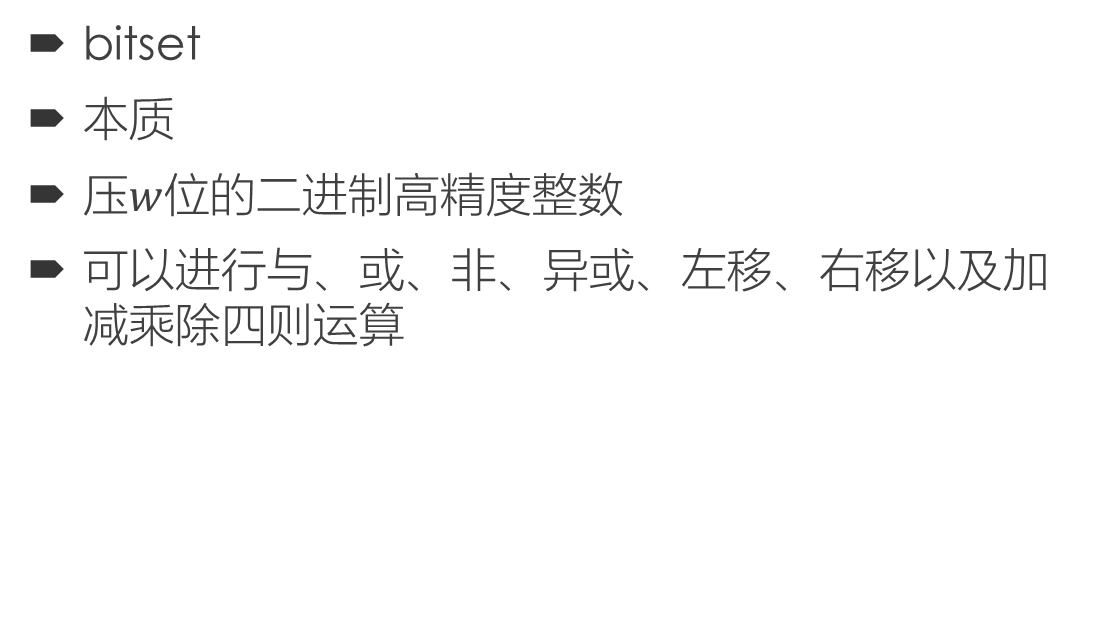 bitset
本质
压w位的二进制高精度整数
可以进行与、或、非、异或、左移、右移以及加
减乘除四则运算